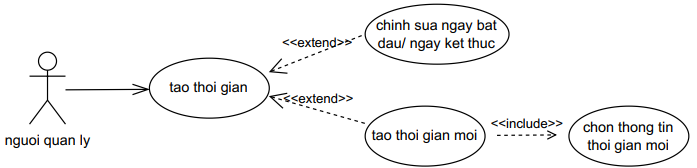 chinh sua ngay bat
dau/ ngay ket thuc
<<extend>>
tao thoi gian
<<extend>>
nguoi quan ly
tao thoi gian moi
<<include>>
chon thong tin
thoi gian moi